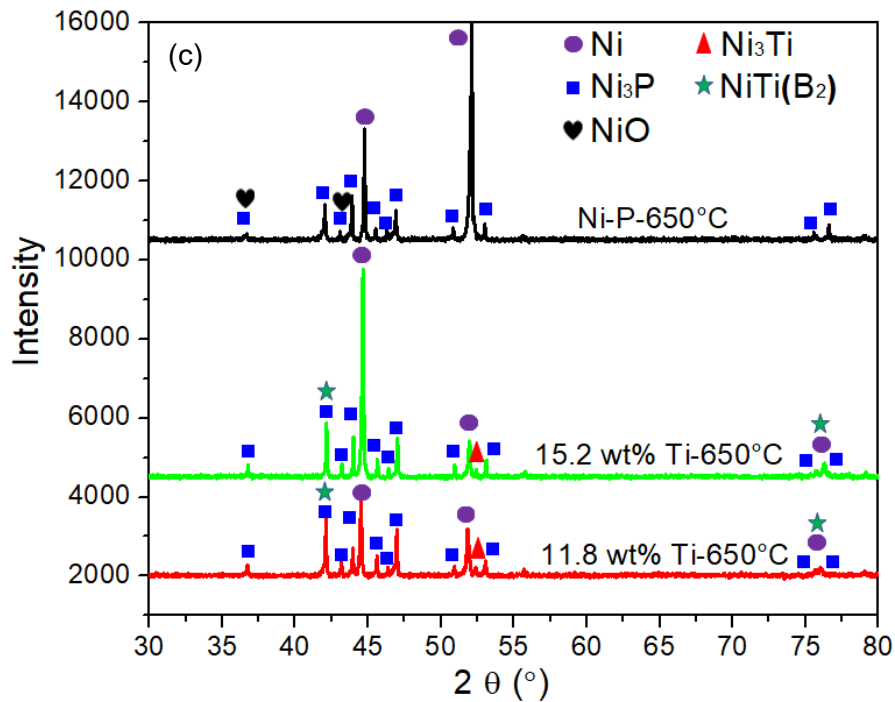 16000
14000
12000
10000
8000
6000
4000
2000
Intensity
(c)
Ni
Ni₃Ti
Ni₃P
NiTi(B₂)
NiO
Ni-P-650°C
15.2 wt% Ti-650°C
11.8 wt% Ti-650°C
30 35 40 45 50 55 60 65 70 75 80
2 θ (°)